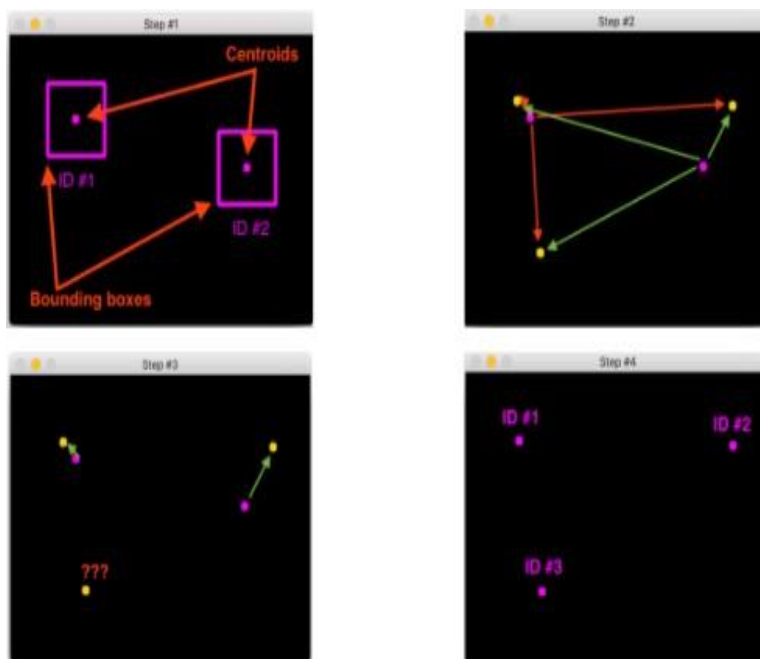 Step #1
Centroids
ID #1
ID #2
Bounding boxes
Step #2
Step #3
???
Step #4
ID #1
ID #2
ID #3